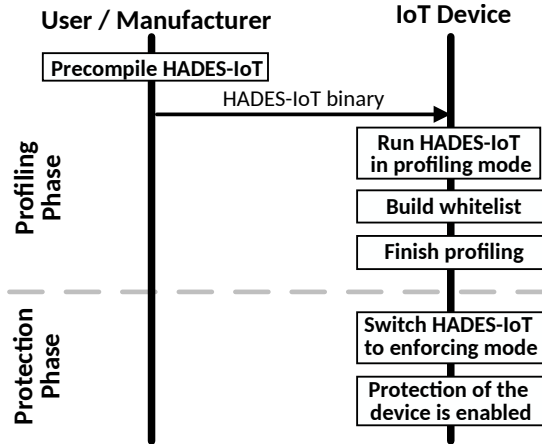 User / Manufacturer
IoT Device
Precompile HADES-IoT
HADES-IoT binary
Run HADES-IoT
in profiling mode
Build whitelist
Finish profiling
Profiling
Phase
Switch HADES-IoT
to enforcing mode
Protection of the
device is enabled
Protection
Phase